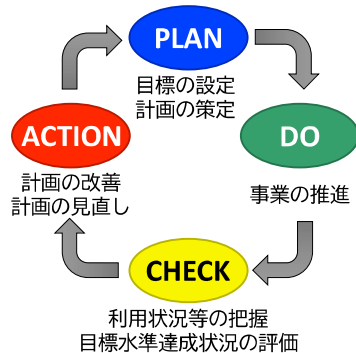 PLAN
目標の設定
計画の策定
DO
事業の推進
CHECK
利用状況等の把握
目標水準達成状況の評価
ACTION
計画の改善
計画の見直し